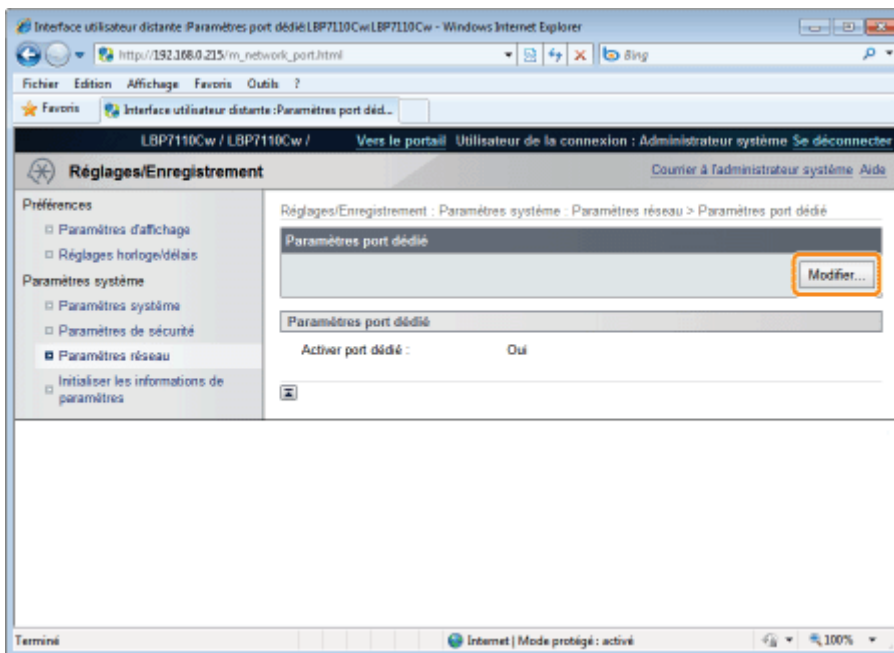 Interface utilisateur distante :Paramètres port dédié:LBP7110Cw:LBP7110Cw - Windows Internet Explorer
http://192.168.0.215/m_network_port.html
Bing
Fichier Edition Affichage Favoris Outils ?
Favoris Interface utilisateur distante :Paramètres port déd...
LBP7110Cw / LBP7110Cw / Vers le portail Utilisateur de la connexion : Administrateur système Se déconnecter
Réglages/Enregistrement Courrier à l'administrateur système Aide
Préférences
Paramètres d'affichage
Réglages horloge/délais
Paramètres système
Paramètres système
Paramètres de sécurité
Paramètres réseau
Initialiser les informations de
paramètres
Réglages/Enregistrement : Paramètres système : Paramètres réseau > Paramètres port dédié
Paramètres port dédié
Modifier...
Paramètres port dédié
Activer port dédié : Oui
Terminé Internet | Mode protégé : activé 100%